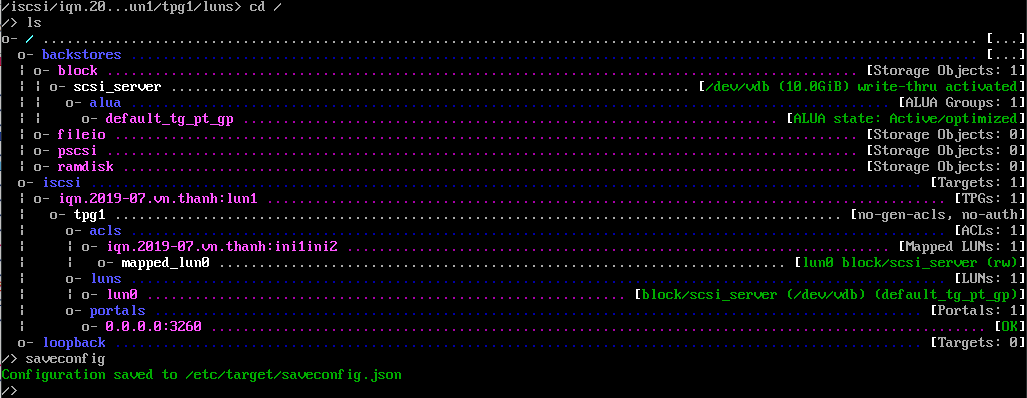 /iscsi/iqn.20...un1/tpg1/luns> cd /
/> ls
o- / ..................................................................................................................... [...]
  o- backstores .......................................................................................................... [...]
  | o- block .............................................................................................. [Storage Objects: 1]
  | | o- scsi_server .................................................................. [/dev/vdb (10.0GiB) write-thru activated]
  | |   o- alua ............................................................................................... [ALUA Groups: 1]
  | |     o- default_tg_pt_gp ................................................................... [ALUA state: Active/optimized]
  | o- fileio ............................................................................................. [Storage Objects: 0]
  | o- pscsi .............................................................................................. [Storage Objects: 0]
  | o- ramdisk ............................................................................................ [Storage Objects: 0]
  o- iscsi ........................................................................................................ [Targets: 1]
  | o- iqn.2019-07.vn.thanh:lun1 ..................................................................................... [TPGs: 1]
  |   o- tpg1 ........................................................................................... [no-gen-acls, no-auth]
  |     o- acls ...................................................................................................... [ACLs: 1]
  |     | o- iqn.2019-07.vn.thanh:ini1ini2 .................................................................... [Mapped LUNs: 1]
  |     |   o- mapped_lun0 ....................................................................... [lun0 block/scsi_server (rw)]
  |     o- luns ...................................................................................................... [LUNs: 1]
  |     | o- lun0 ............................................................. [block/scsi_server (/dev/vdb) (default_tg_pt_gp)]
  |     o- portals ................................................................................................ [Portals: 1]
  |       o- 0.0.0.0:3260 ................................................................................................. [OK]
  o- loopback ..................................................................................................... [Targets: 0]
/> saveconfig
Configuration saved to /etc/target/saveconfig.json
/>